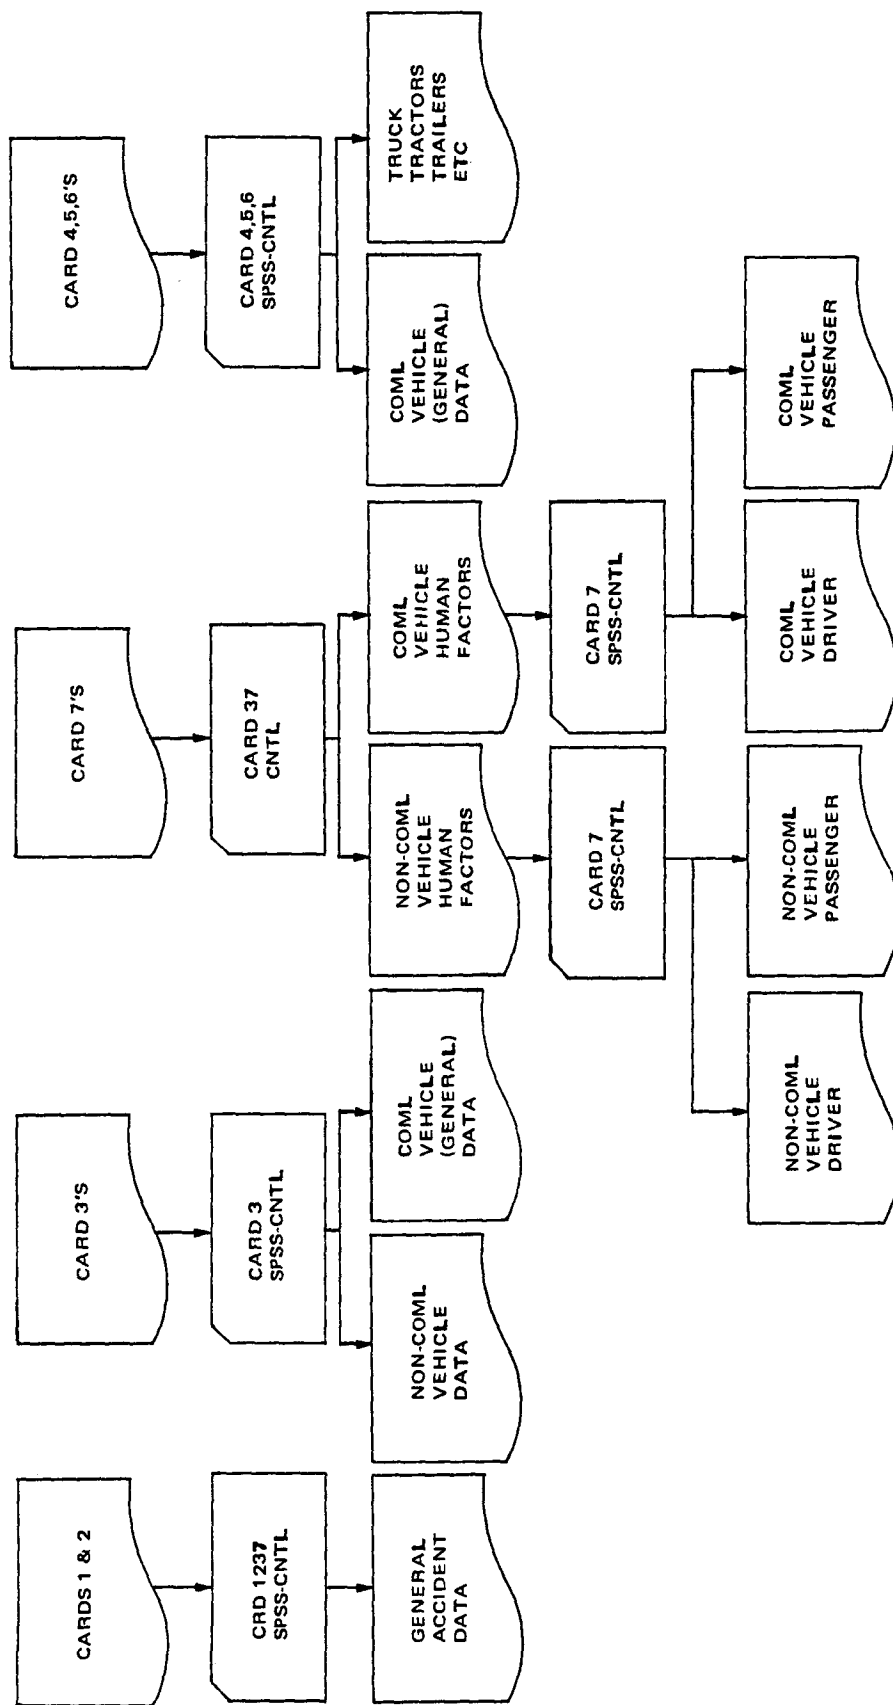 CARDS 1 & 2
CRD 1237
SPSS-CNTL
GENERAL
ACCIDENT
DATA
CARD 3'S
CARD 3
SPSS-CNTL
NON-COML
VEHICLE
DATA
COML
VEHICLE
(GENERAL)
DATA
CARD 7'S
CARD 37
CNTL
NON-COML
VEHICLE
HUMAN
FACTORS
COML
VEHICLE
HUMAN
FACTORS
CARD 7
SPSS-CNTL
CARD 7
SPSS-CNTL
NON-COML
VEHICLE
DRIVER
NON-COML
VEHICLE
PASSENGER
COML
VEHICLE
DRIVER
COML
VEHICLE
PASSENGER
CARD 4,5,6'S
CARD 4,5,6
SPSS-CNTL
COML
VEHICLE
(GENERAL)
DATA
TRUCK
TRACTORS
TRAILERS
ETC